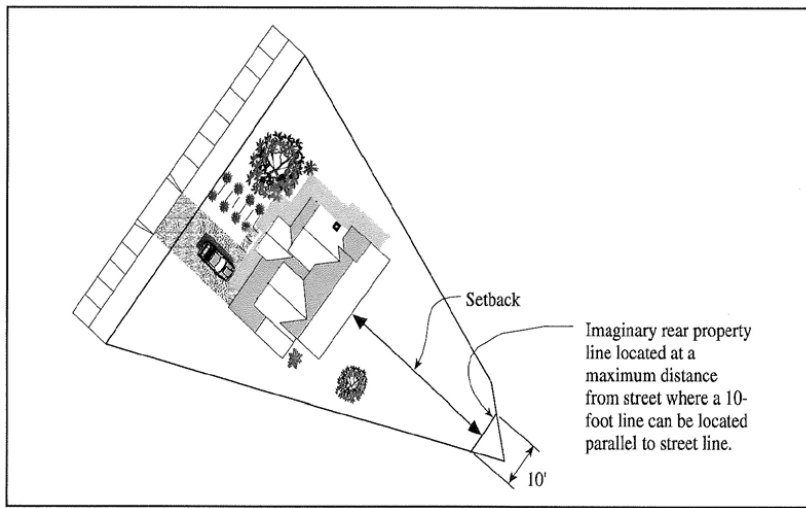 Setback
Imaginary rear property
line located at a
maximum distance
from street where a 10-
foot line can be located
parallel to street line.
10'